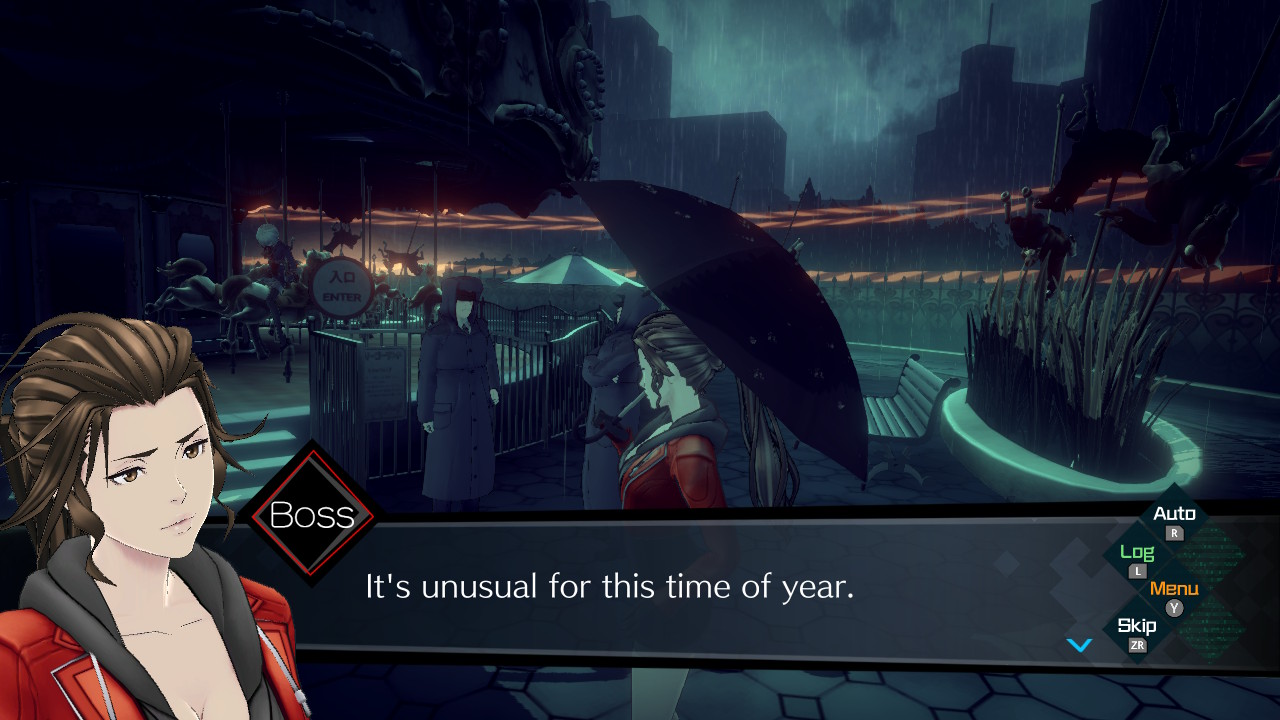 入口
ENTER
Boss
It's unusual for this time of year.
Auto
R
Log
L
Menu
Y
Skip
ZR